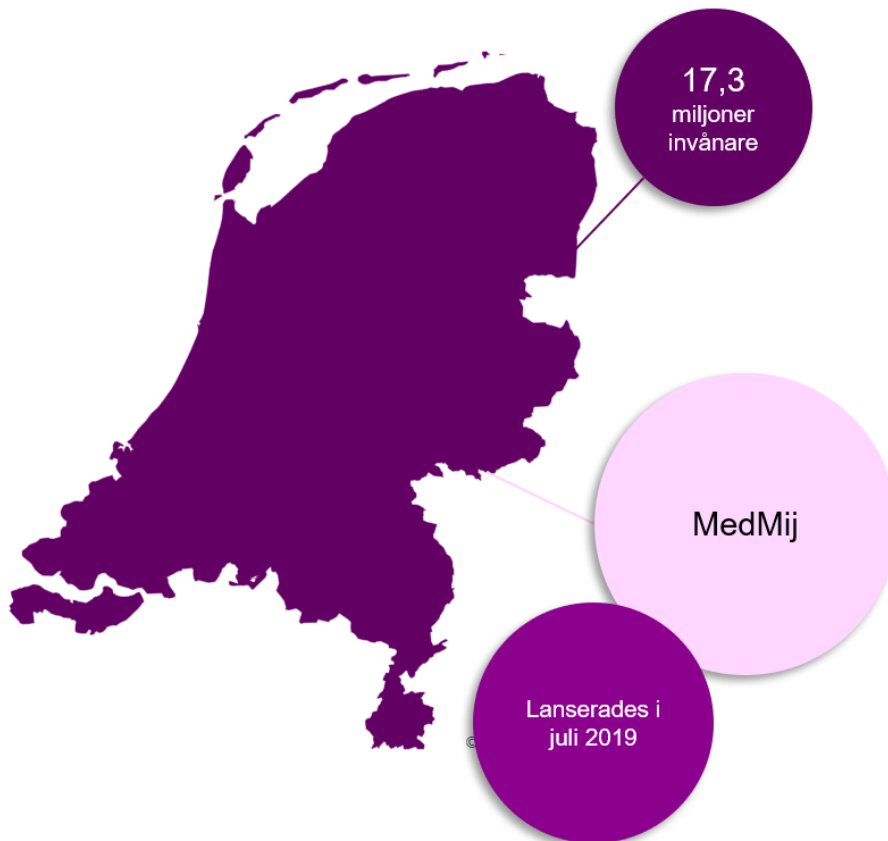 17,3
miljoner
invånare
MedMij
Lanserades i
juli 2019
©